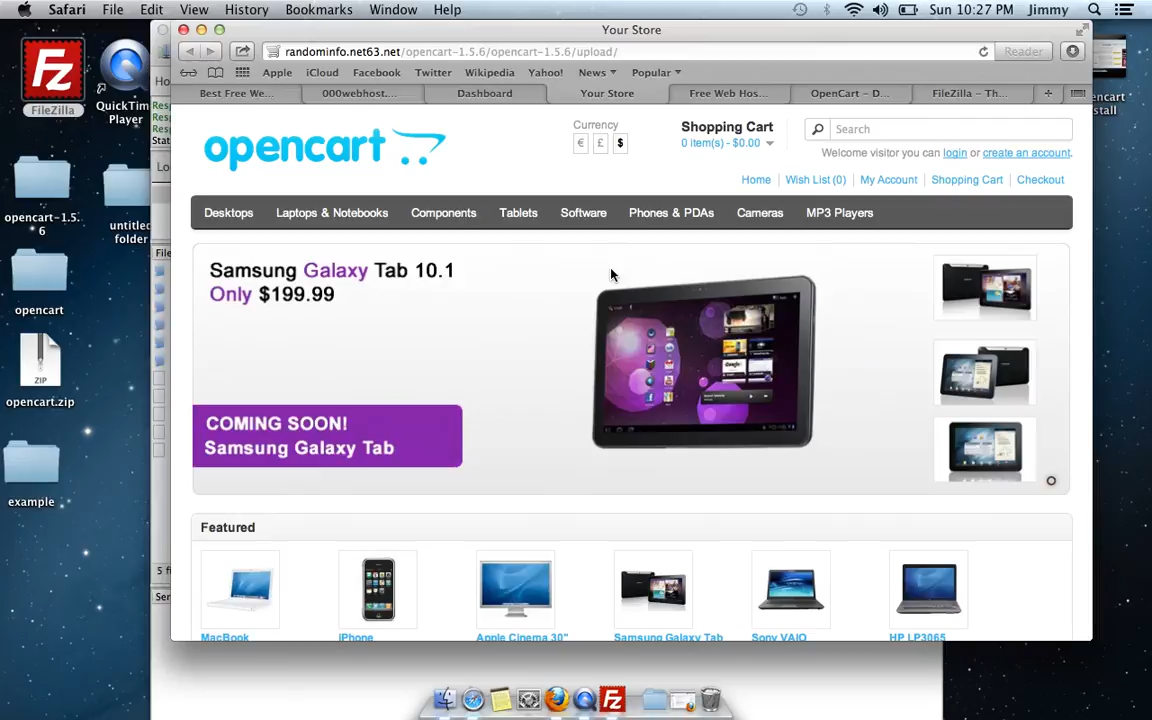 Safari File Edit View History Bookmarks Window Help Sun 10:27 PM Jimmy
Your Store
randominfo.net63.net/opencart-1.5.6/opencart-1.5.6/upload/ Reader
Apple iCloud Facebook Twitter Wikipedia Yahoo! News Popular
Best Free We... 000webhost.... Dashboard Your Store Free Web Hos... OpenCart – D... FileZilla – Th...
FileZilla
QuickTim
Player
opencart-1.5.
6
untitled
folder
opencart
ZIP
opencart.zip
example
opencart
Currency
€ £ $
Shopping Cart
0 item(s) - $0.00
Search
Welcome visitor you can login or create an account.
Home Wish List (0) My Account Shopping Cart Checkout
Desktops Laptops & Notebooks Components Tablets Software Phones & PDAs Cameras MP3 Players
Samsung Galaxy Tab 10.1
Only $199.99
COMING SOON!
Samsung Galaxy Tab
Featured
MacBook iPhone Apple Cinema 30" Samsung Galaxy Tab Sony VAIO HP LP3065